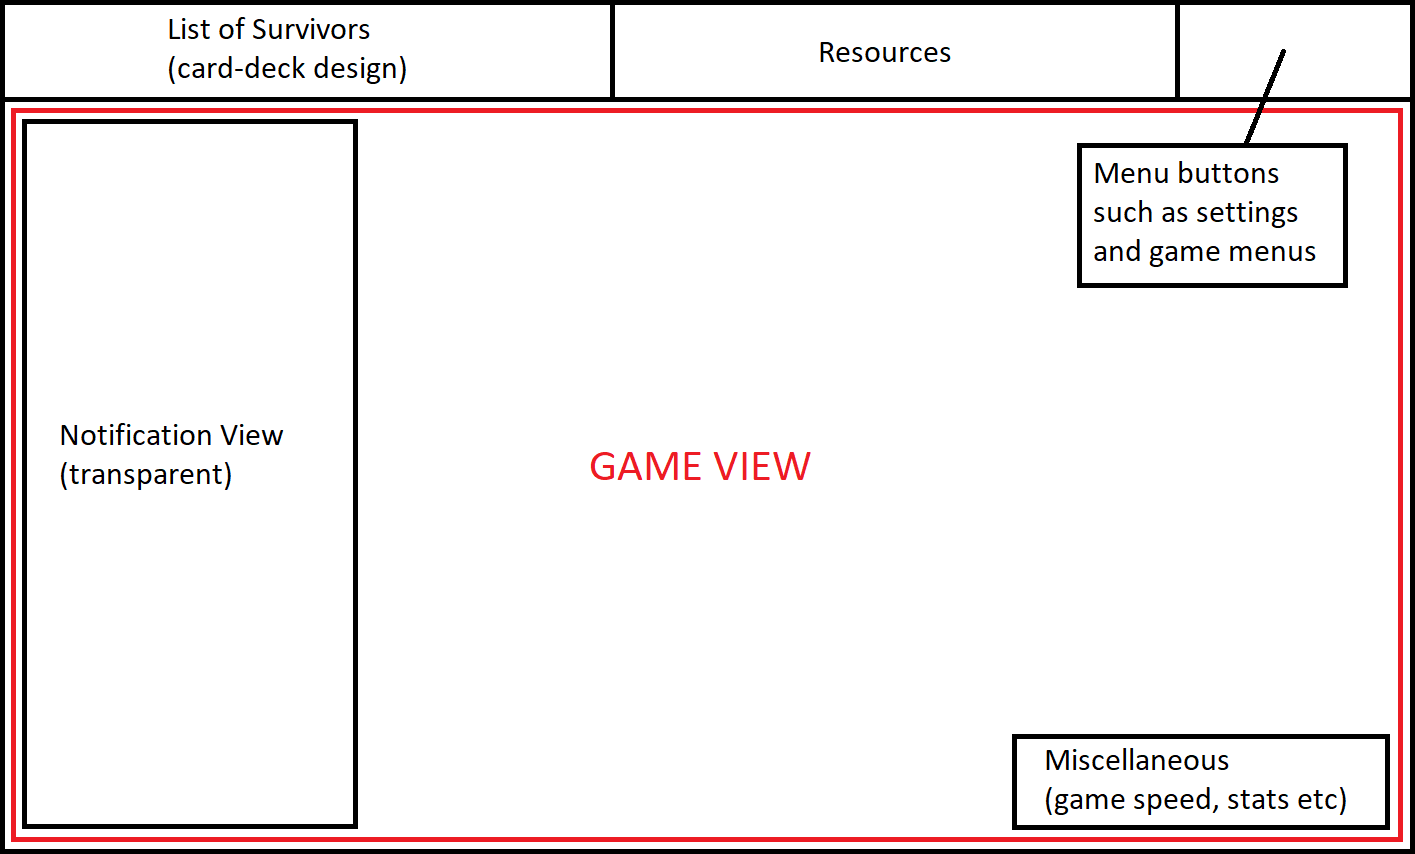 List of Survivors
(card-deck design)
Resources
Menu buttons
such as settings
and game menus
Notification View
(transparent)
GAME VIEW
Miscellaneous
(game speed, stats etc)